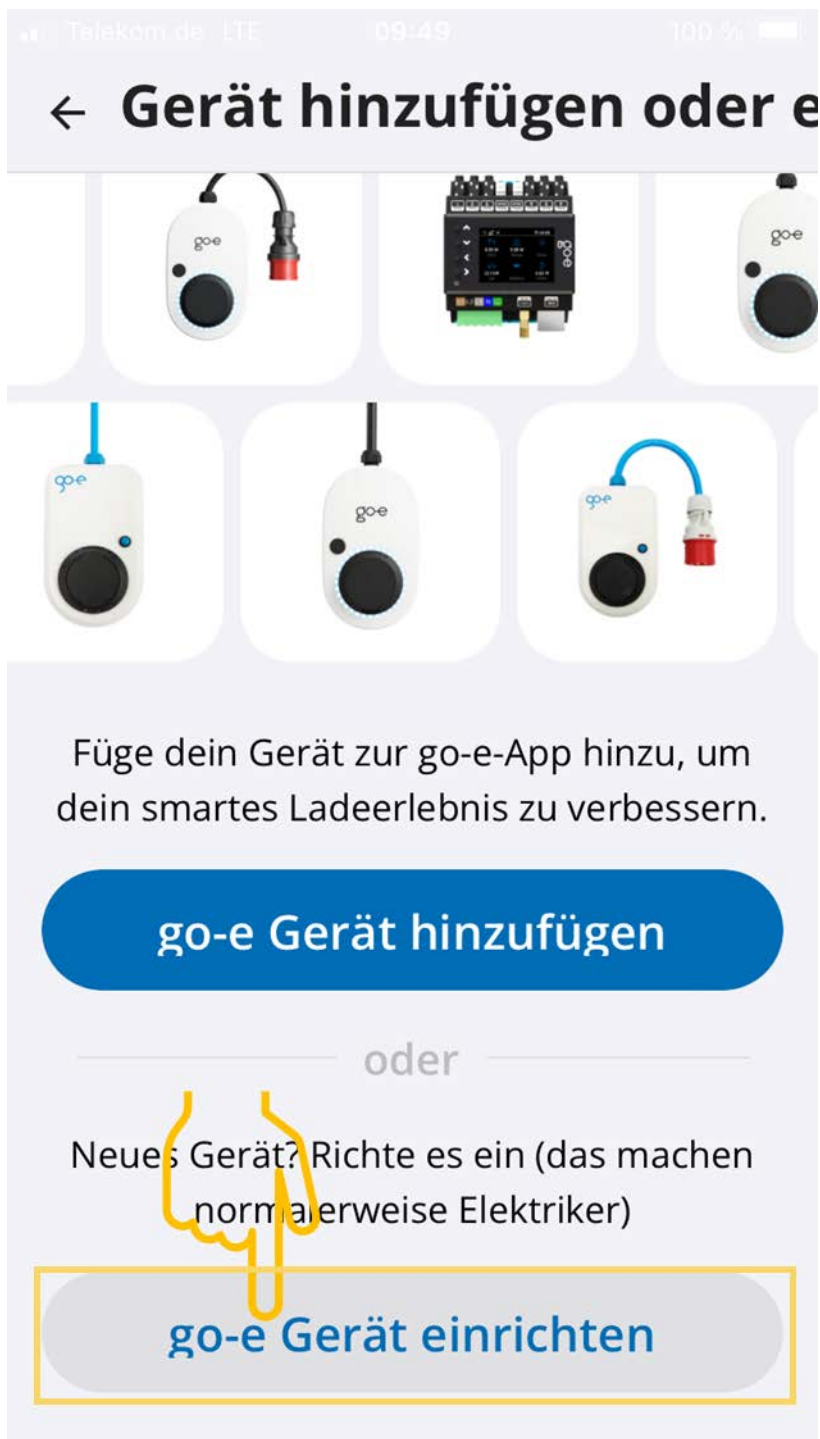 Telekom.de LTE 09:49 100 %
← Gerät hinzufügen oder e
go-e
go-e
go-e
go-e
go-e
go-e
Füge dein Gerät zur go-e-App hinzu, um
dein smartes Ladeerlebnis zu verbessern.
go-e Gerät hinzufügen
oder
Neues Gerät? Richte es ein (das machen
normalerweise Elektriker)
go-e Gerät einrichten